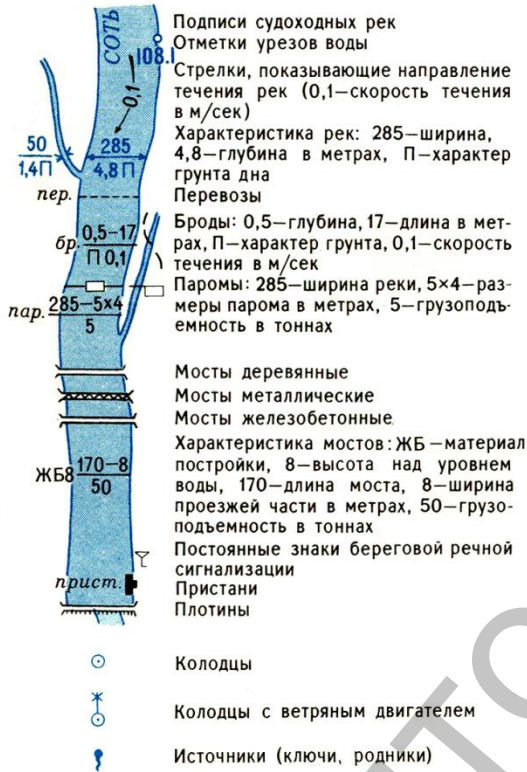 Подписи судоходных рек
СОТЬ
Отметки урезов воды
108.1
Стрелки, показывающие направление
течения рек (0,1—скорость течения
в м/сек)
0,1
Характеристика рек: 285—ширина,
4,8—глубина в метрах, П—характер
грунта дна
50
1,4П
285
4,8 П
пер.
Перевозы
Броды: 0,5—глубина, 17—длина в мет-
рах, П—характер грунта, 0,1—скорость
течения в м/сек
бр.
0,5—17
П 0,1
Паромы: 285—ширина реки, 5×4—раз-
меры парома в метрах, 5—грузоподъ-
емность в тоннах
пар.
285—5×4
5
Мосты деревянные
Мосты металлические
Мосты железобетонные
Характеристика мостов: ЖБ—материал
постройки, 8—высота над уровнем
воды, 170—длина моста, 8—ширина
проезжей части в метрах, 50—грузо-
подъемность в тоннах
ЖБ8
170—8
50
Постоянные знаки береговой речной
сигнализации
прист.
Пристани
Плотины
Колодцы
Колодцы с ветряным двигателем
Источники (ключи, родники)